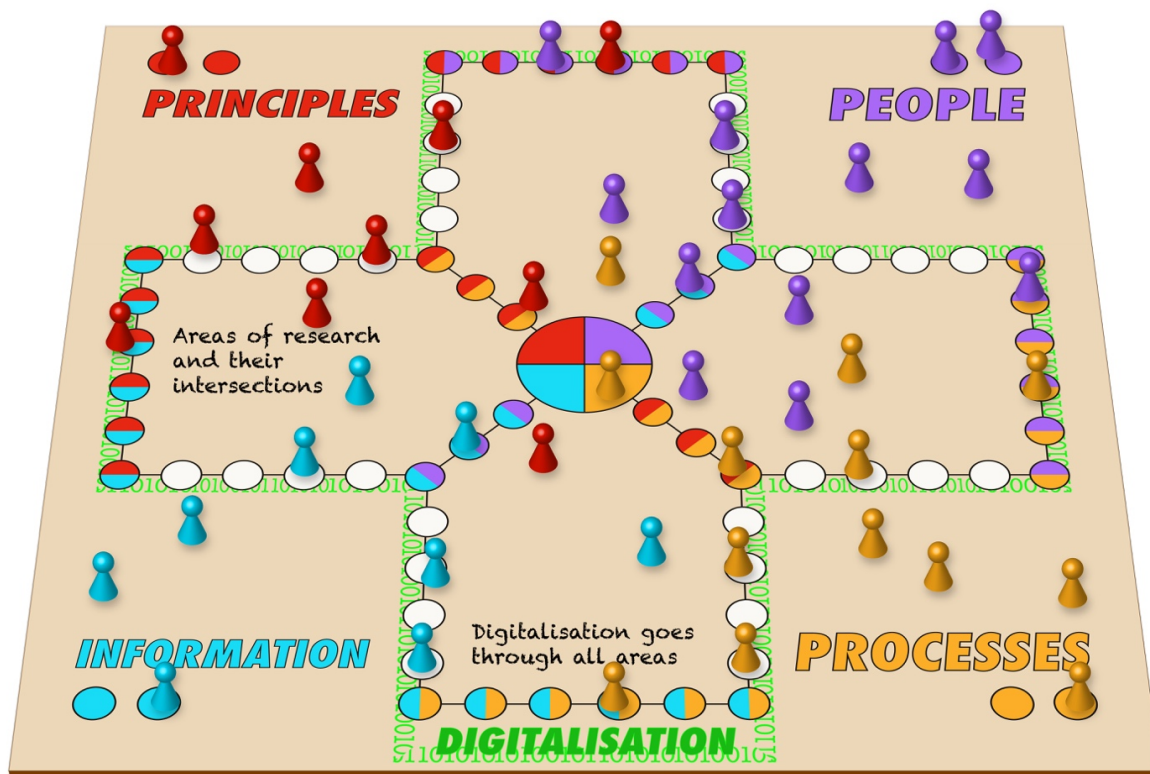 PRINCIPLES
PEOPLE
Areas of research
and their
intersections
INFORMATION
Digitalisation goes
through all areas
PROCESSES
DIGITALISATION